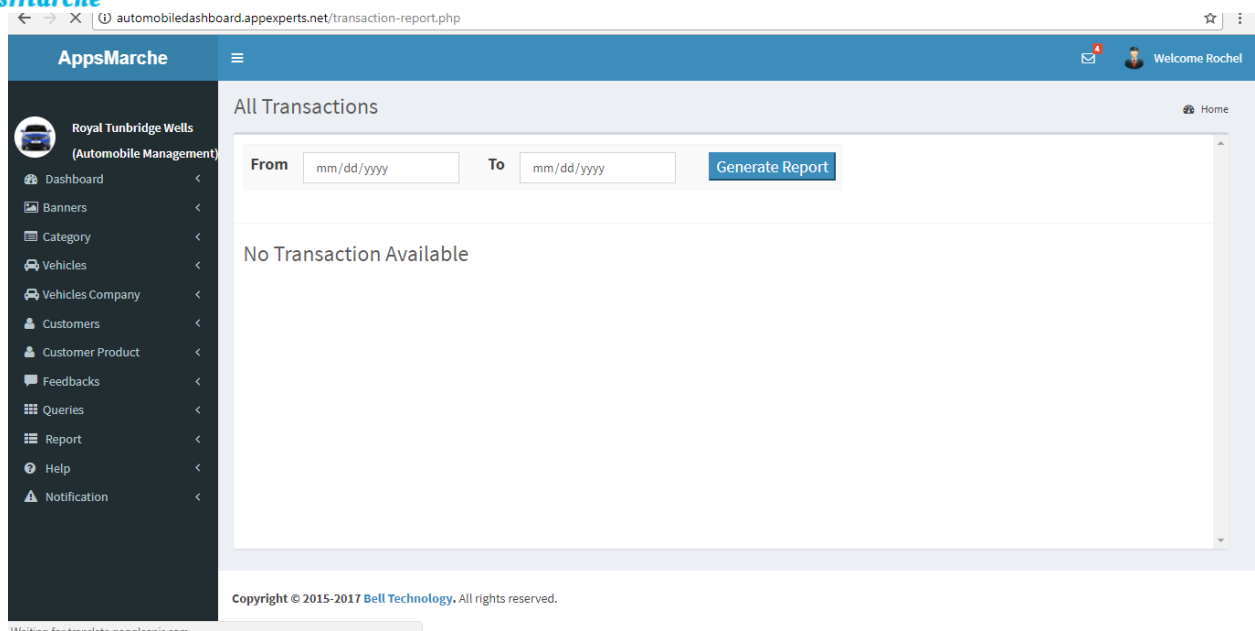 automobiledashboard.appexperts.net/transaction-report.php
AppsMarche
4
Welcome Rochel
Royal Tunbridge Wells
(Automobile Management)
All Transactions
Home
From mm/dd/yyyy To mm/dd/yyyy Generate Report
Dashboard
Banners
Category
No Transaction Available
Vehicles
Vehicles Company
Customers
Customer Product
Feedbacks
Queries
Report
Help
Notification
Copyright © 2015-2017 Bell Technology. All rights reserved.